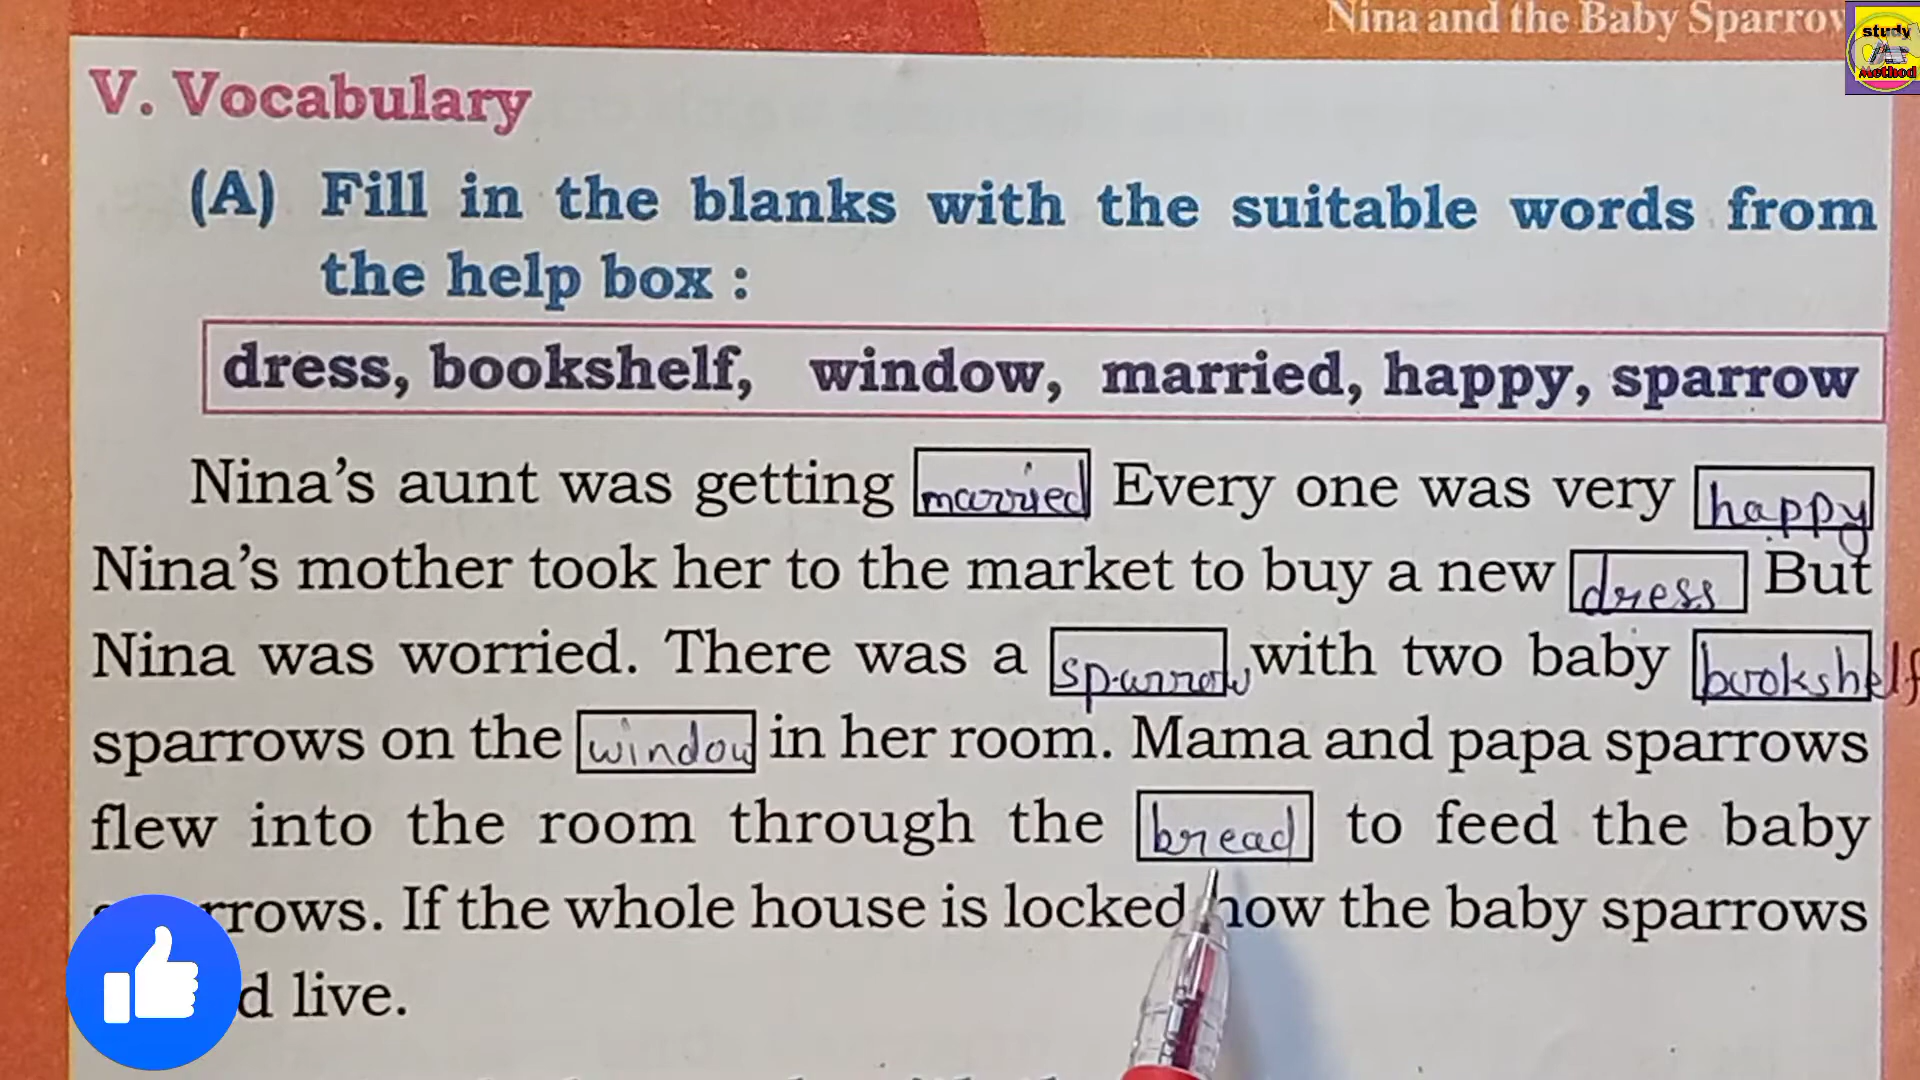 Nina and the Baby Sparrow
study
Method
V. Vocabulary
(A) Fill in the blanks with the suitable words from
the help box :
dress, bookshelf, window, married, happy, sparrow
Nina's aunt was getting married Every one was very happy
Nina's mother took her to the market to buy a new dress But
Nina was worried. There was a sparrow with two baby bookshelf
sparrows on the window in her room. Mama and papa sparrows
flew into the room through the bread to feed the baby
rrows. If the whole house is locked how the baby sparrows
d live.